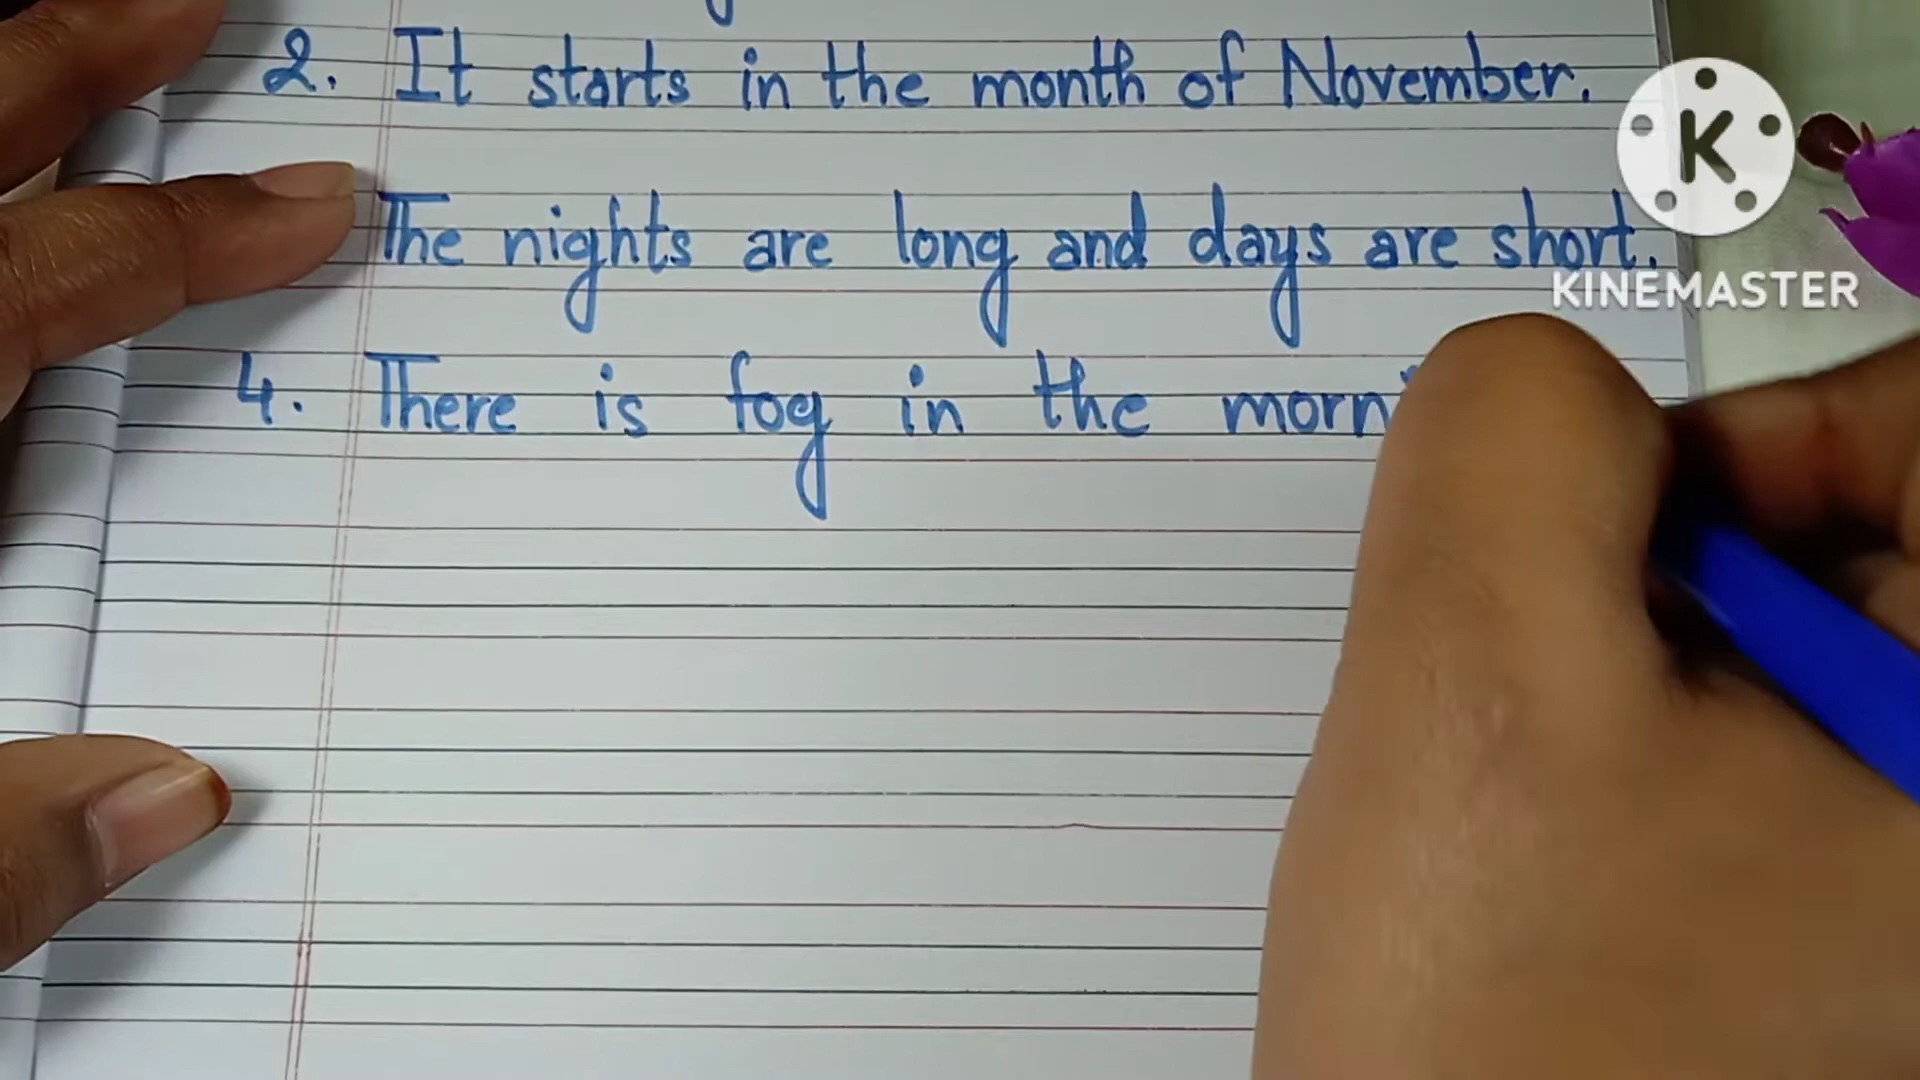 2. It starts in the month of November.
The nights are long and days are short.
4. There is fog in the morni
K
KINEMASTER